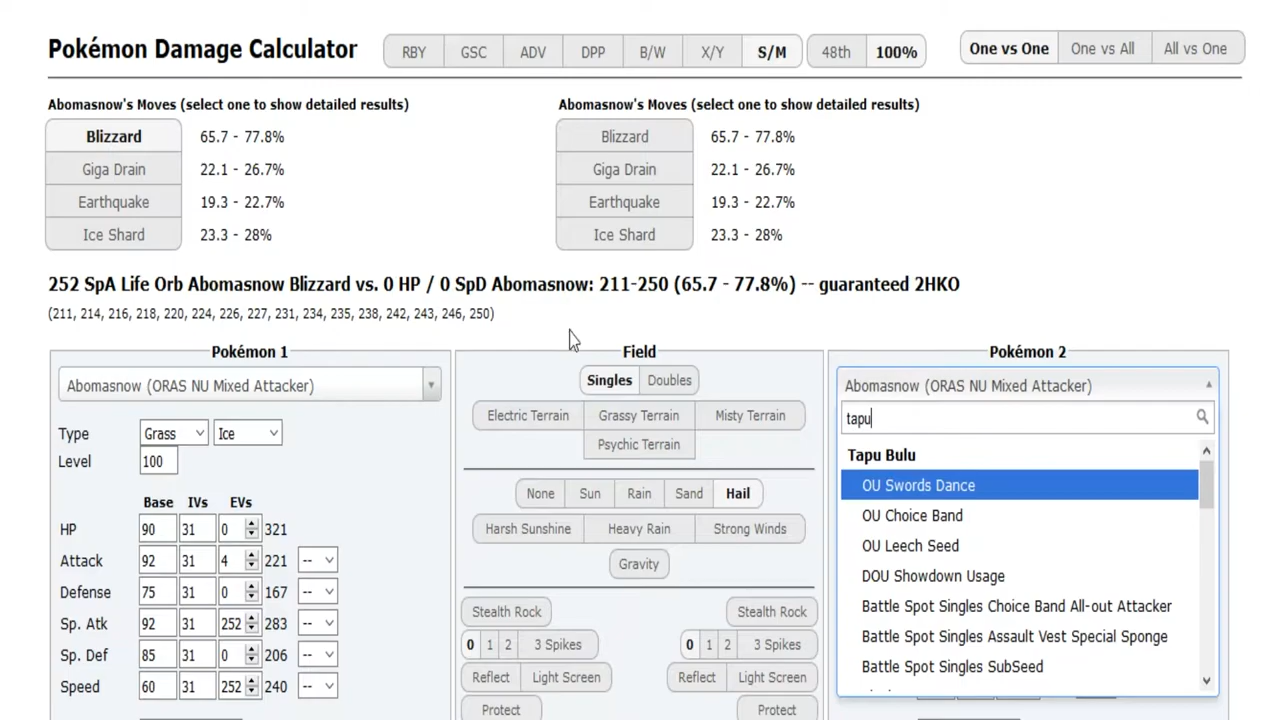 Pokémon Damage Calculator RBY GSC ADV DPP B/W X/Y S/M 48th 100% One vs One One vs All All vs One
Abomasnow's Moves (select one to show detailed results) Abomasnow's Moves (select one to show detailed results)
Blizzard 65.7 - 77.8% Blizzard 65.7 - 77.8%
Giga Drain 22.1 - 26.7% Giga Drain 22.1 - 26.7%
Earthquake 19.3 - 22.7% Earthquake 19.3 - 22.7%
Ice Shard 23.3 - 28% Ice Shard 23.3 - 28%
252 SpA Life Orb Abomasnow Blizzard vs. 0 HP / 0 SpD Abomasnow: 211-250 (65.7 - 77.8%) -- guaranteed 2HKO
(211, 214, 216, 218, 220, 224, 226, 227, 231, 234, 235, 238, 242, 243, 246, 250)
Pokémon 1
Abomasnow (ORAS NU Mixed Attacker)
Type Grass Ice
Level 100
Base IVs EVs
HP 90 31 0 321
Attack 92 31 4 221 --
Defense 75 31 0 167 --
Sp. Atk 92 31 252 283 --
Sp. Def 85 31 0 206 --
Speed 60 31 252 240 --
Field
Singles Doubles
Electric Terrain Grassy Terrain Misty Terrain
Psychic Terrain
None Sun Rain Sand Hail
Harsh Sunshine Heavy Rain Strong Winds
Gravity
Stealth Rock Stealth Rock
0 1 2 3 Spikes 0 1 2 3 Spikes
Reflect Light Screen Reflect Light Screen
Protect Protect
Pokémon 2
Abomasnow (ORAS NU Mixed Attacker)
tapu
Tapu Bulu
OU Swords Dance
OU Choice Band
OU Leech Seed
DOU Showdown Usage
Battle Spot Singles Choice Band All-out Attacker
Battle Spot Singles Assault Vest Special Sponge
Battle Spot Singles SubSeed